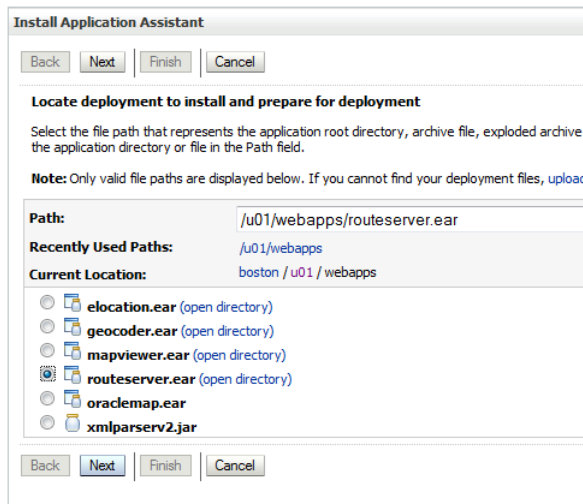 Install Application Assistant
Back Next Finish Cancel
Locate deployment to install and prepare for deployment
Select the file path that represents the application root directory, archive file, exploded archive
the application directory or file in the Path field.
Note: Only valid file paths are displayed below. If you cannot find your deployment files, upload
Path: /u01/webapps/routeserver.ear
Recently Used Paths: /u01/webapps
Current Location: boston / u01 / webapps
elocation.ear (open directory)
geocoder.ear (open directory)
mapviewer.ear (open directory)
routeserver.ear (open directory)
oraclemap.ear
xmlparserv2.jar
Back Next Finish Cancel